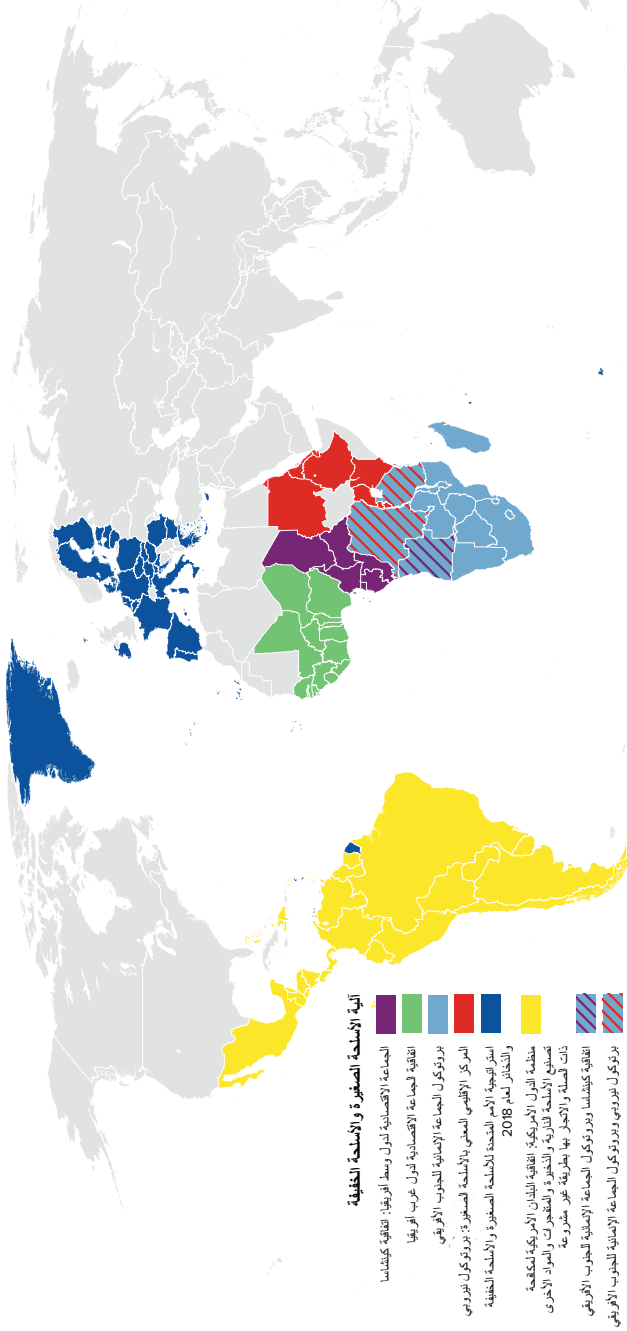 آلية الأسلحة الصغيرة والأسلحة الخفيفة
الجماعة الاقتصادية لدول وسط أفريقيا: اتفاقية كينشاسا
اتفاقية الجماعة الاقتصادية لدول غرب أفريقيا
بروتوكول الجماعة الإنمائية للجنوب الأفريقي
المركز الإقليمي المعني بالأسلحة الصغيرة: بروتوكول نيروبي
استراتيجية الأمم المتحدة للأسلحة الصغيرة والأسلحة الخفيفة
والذخائر لعام 2018
منظمة الدول الأمريكية: اتفاقية البلدان الأمريكية لمكافحة
تصنيع الأسلحة النارية والذخيرة والمتفجرات والمواد الأخرى
ذات الصلة والاتجار بها بطريقة غير مشروعة
اتفاقية كينشاسا وبروتوكول الجماعة الإنمائية للجنوب الأفريقي
برتوكول نيروبي وبروتوكول الجماعة الإنمائية للجنوب الأفريقي